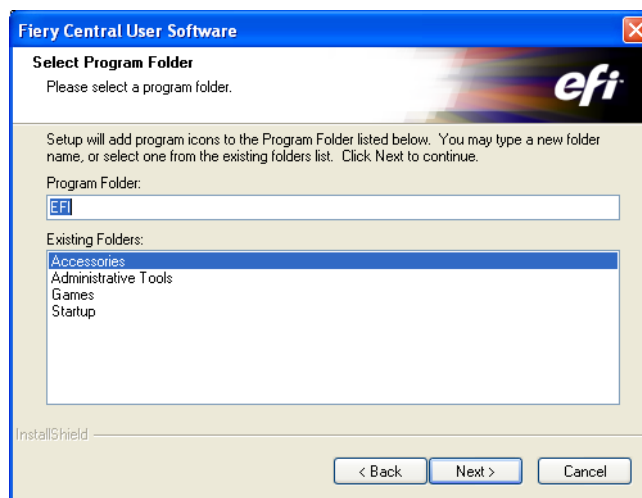 Fiery Central User Software
Select Program Folder
Please select a program folder.
efi
Setup will add program icons to the Program Folder listed below. You may type a new folder
name, or select one from the existing folders list. Click Next to continue.
Program Folder:
EFI
Existing Folders:
Accessories
Administrative Tools
Games
Startup
InstallShield
< Back
Next >
Cancel